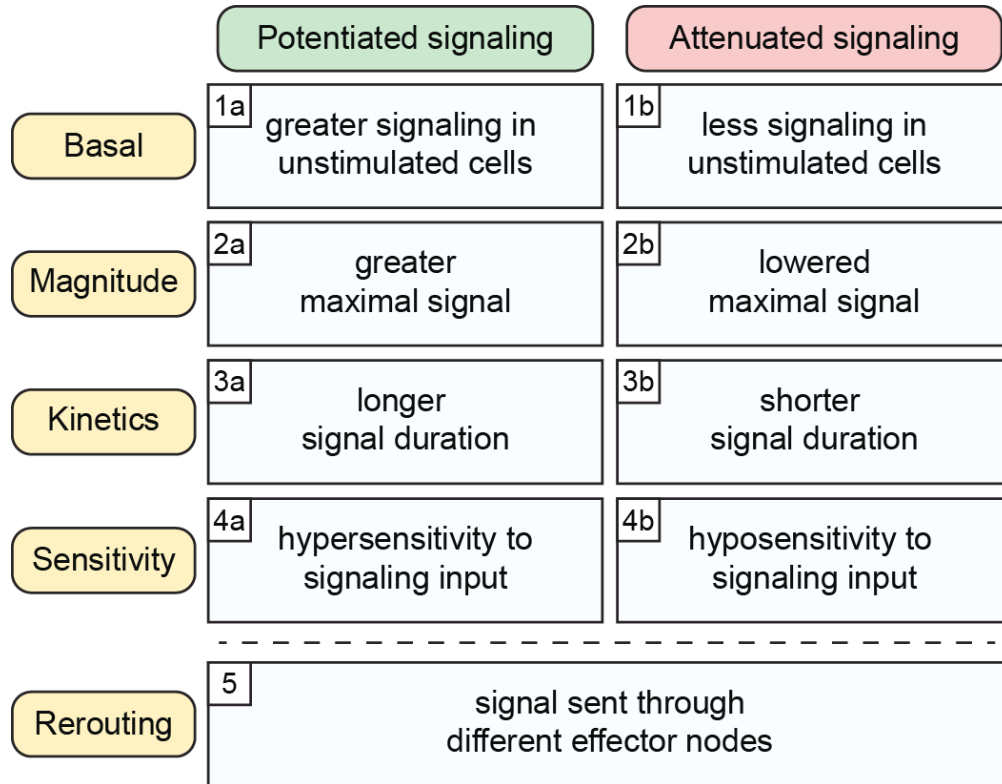 Potentiated signaling
Attenuated signaling
Basal
1a
greater signaling in
unstimulated cells
1b
less signaling in
unstimulated cells
Magnitude
2a
greater
maximal signal
2b
lowered
maximal signal
Kinetics
3a
longer
signal duration
3b
shorter
signal duration
Sensitivity
4a
hypersensitivity to
signaling input
4b
hyposensitivity to
signaling input
Rerouting
5
signal sent through
different effector nodes